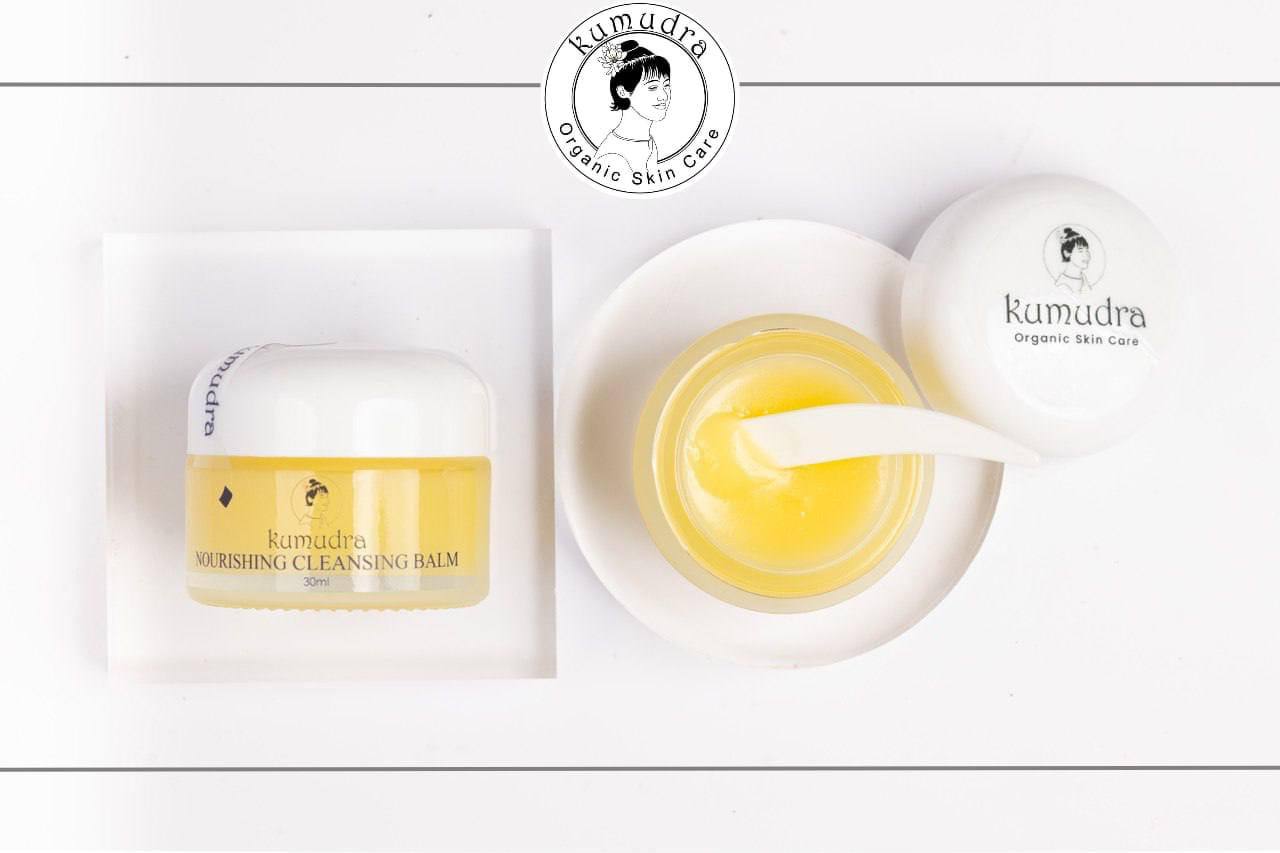 kumudra
Organic Skin Care
kumudra
Organic Skin Care
kumudra
kumudra
NOURISHING CLEANSING BALM
30ml